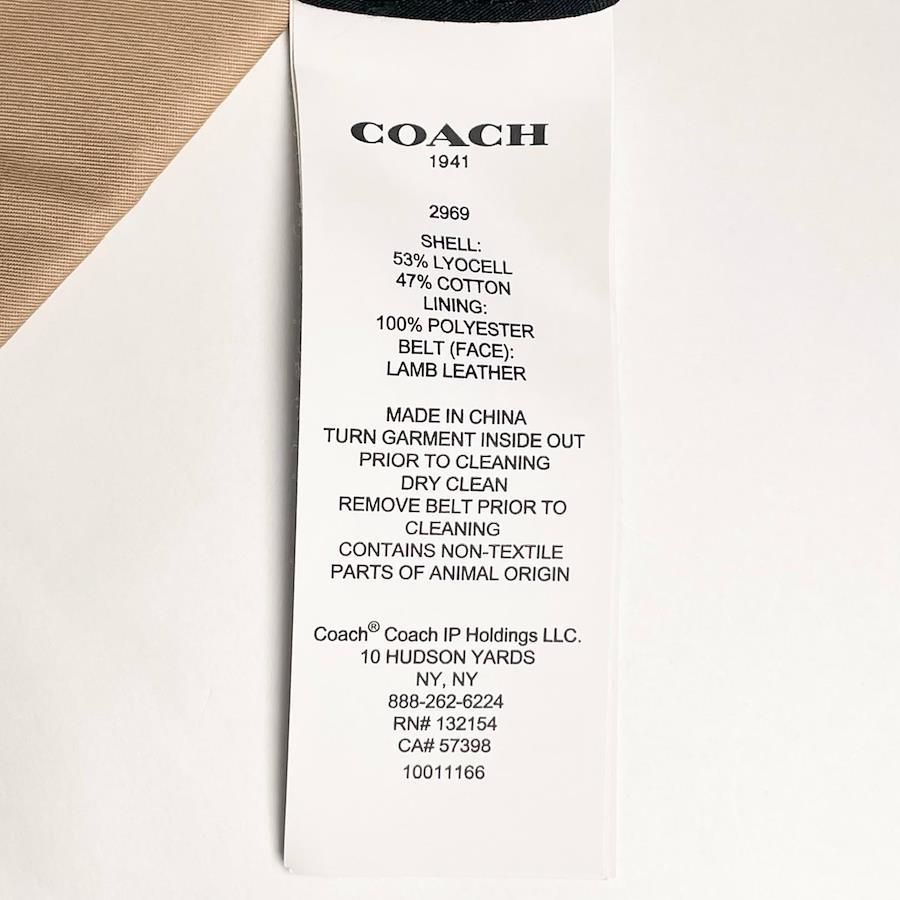 COACH
1941
2969
SHELL:
53% LYOCELL
47% COTTON
LINING:
100% POLYESTER
BELT (FACE):
LAMB LEATHER
MADE IN CHINA
TURN GARMENT INSIDE OUT
PRIOR TO CLEANING
DRY CLEAN
REMOVE BELT PRIOR TO
CLEANING
CONTAINS NON-TEXTILE
PARTS OF ANIMAL ORIGIN
Coach® Coach IP Holdings LLC.
10 HUDSON YARDS
NY, NY
888-262-6224
RN# 132154
CA# 57398
10011166